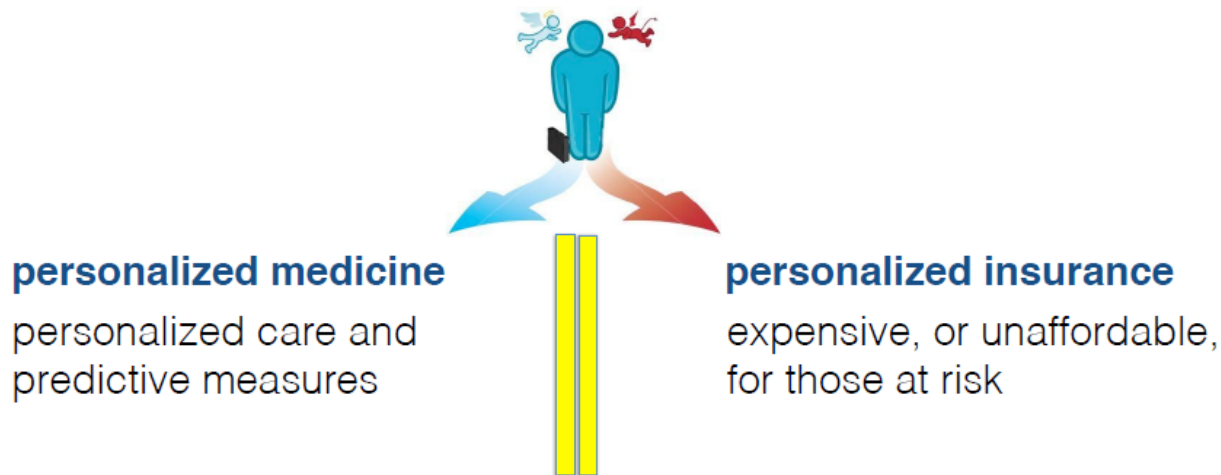 personalized medicine
personalized care and
predictive measures
personalized insurance
expensive, or unaffordable,
for those at risk